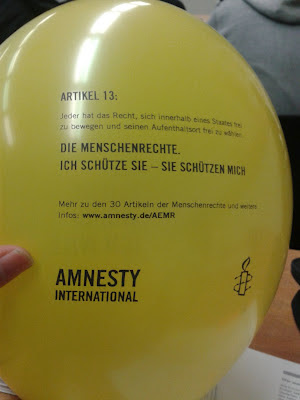 ARTIKEL 13:
Jeder hat das Recht, sich innerhalb eines Staates frei
zu bewegen und seinen Aufenthaltsort frei zu wählen.
DIE MENSCHENRECHTE.
ICH SCHÜTZE SIE – SIE SCHÜTZEN MICH
Mehr zu den 30 Artikeln der Menschenrechte und weitere
Infos: www.amnesty.de/AEMR
AMNESTY
INTERNATIONAL